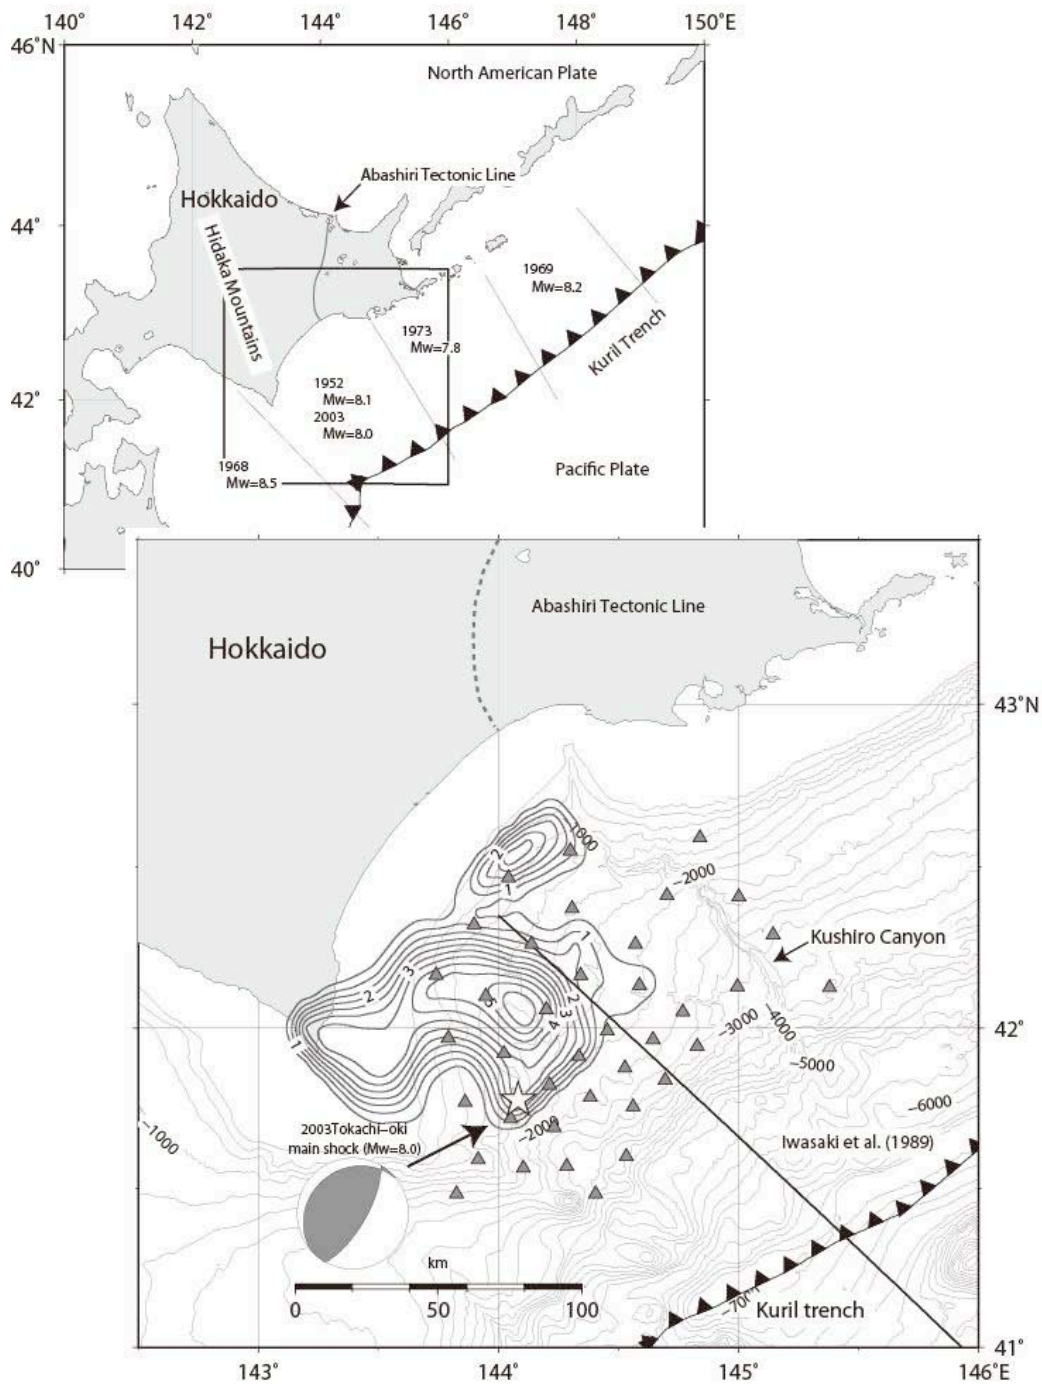 140°
142°
144°
146°
148°
150°E
46°N
North American Plate
Abashiri Tectonic Line
Hokkaido
44°
Hidaka Mountains
1969
Mw=8.2
1973
Mw=7.8
Kuril Trench
1952
Mw=8.1
2003
Mw=8.0
42°
1968
Mw=8.5
Pacific Plate
40°
Abashiri Tectonic Line
Hokkaido
43°N
1000
2
1
-2000
Kushiro Canyon
1
3
2
2
3
5
4
1
-3000
-4000
42°
-5000
-6000
-1000
2003Tokachi-oki
main shock (Mw=8.0)
-2000
Iwasaki et al. (1989)
km
0
50
100
Kuril trench
41°
143°
144°
145°
146°E